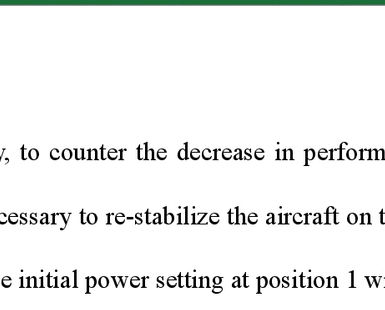 , to counter the decrease in perform
cessary to re-stabilize the aircraft on t
e initial power setting at position 1 w